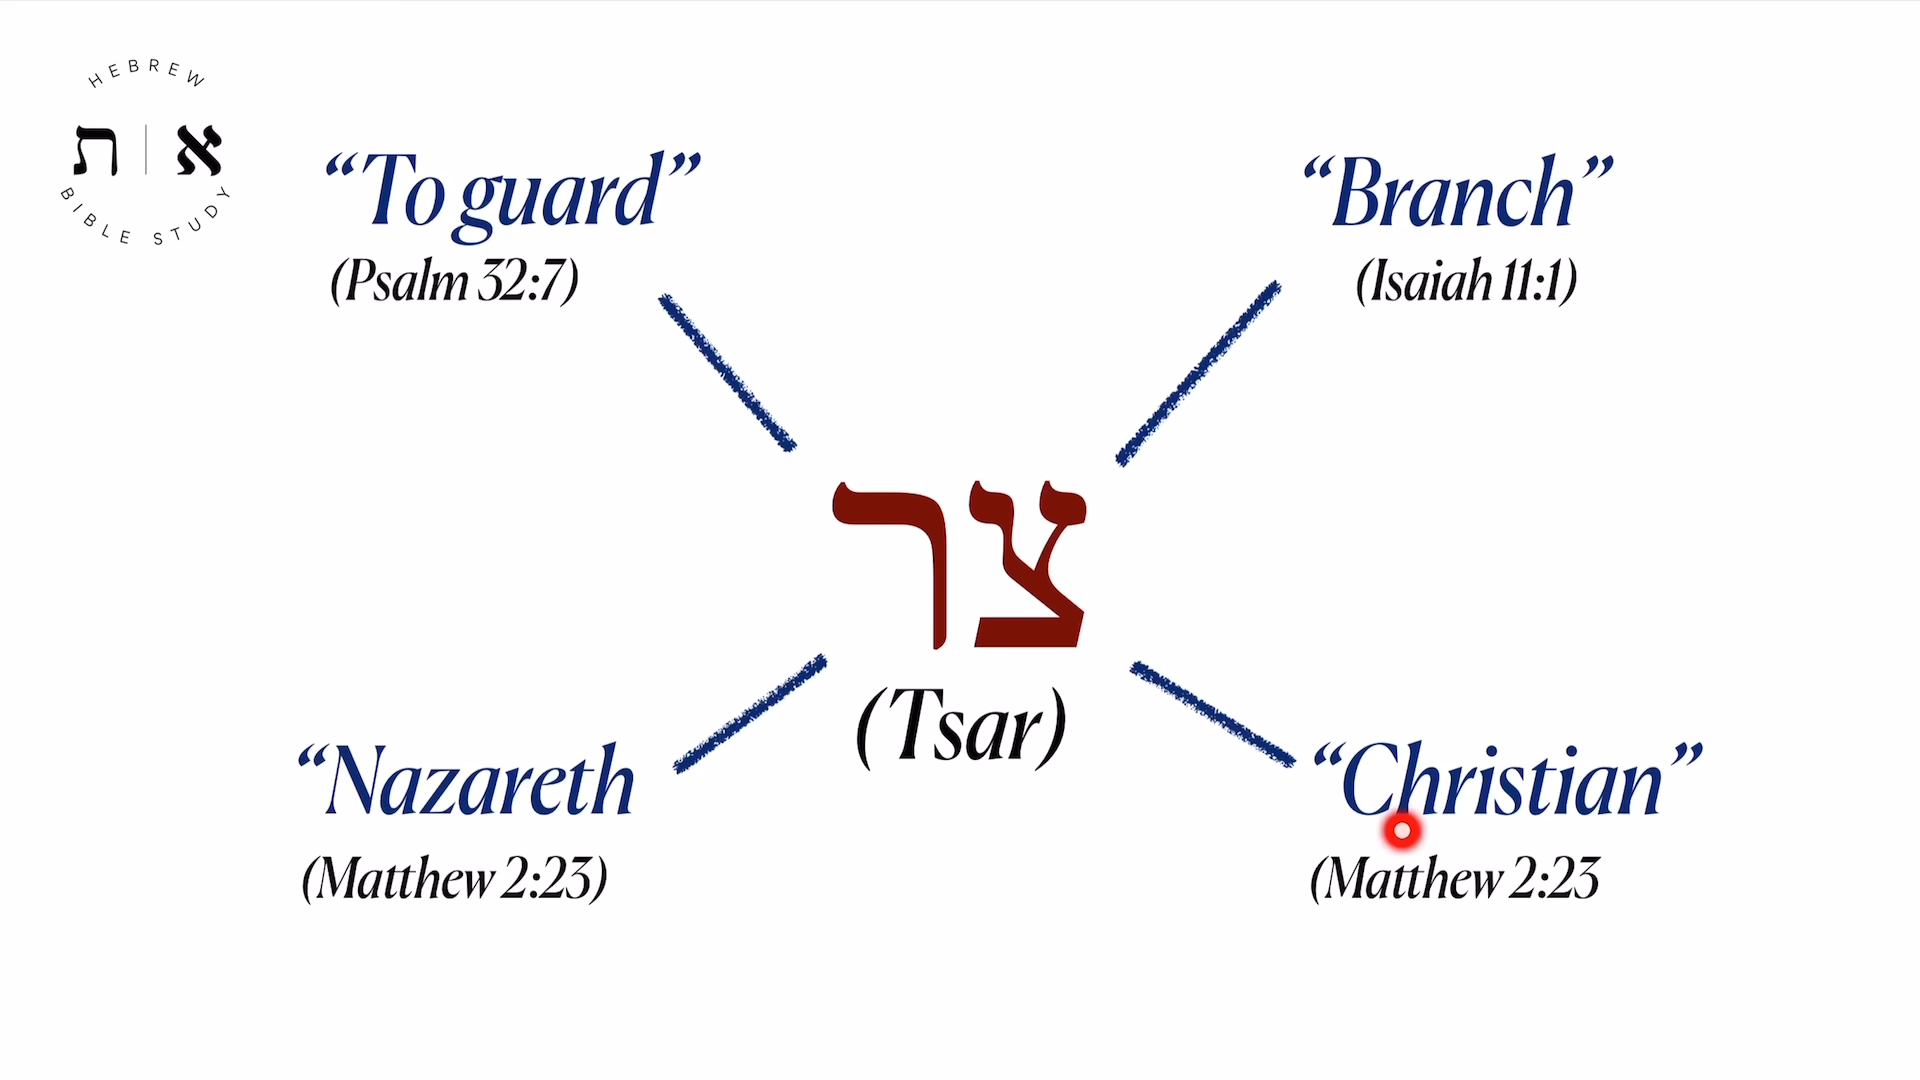 HEBREW
א | ת
BIBLE STUDY
“To guard”
(Psalm 32:7)
“Branch”
(Isaiah 11:1)
צר
(Tsar)
“Nazareth
(Matthew 2:23)
“Christian”
(Matthew 2:23